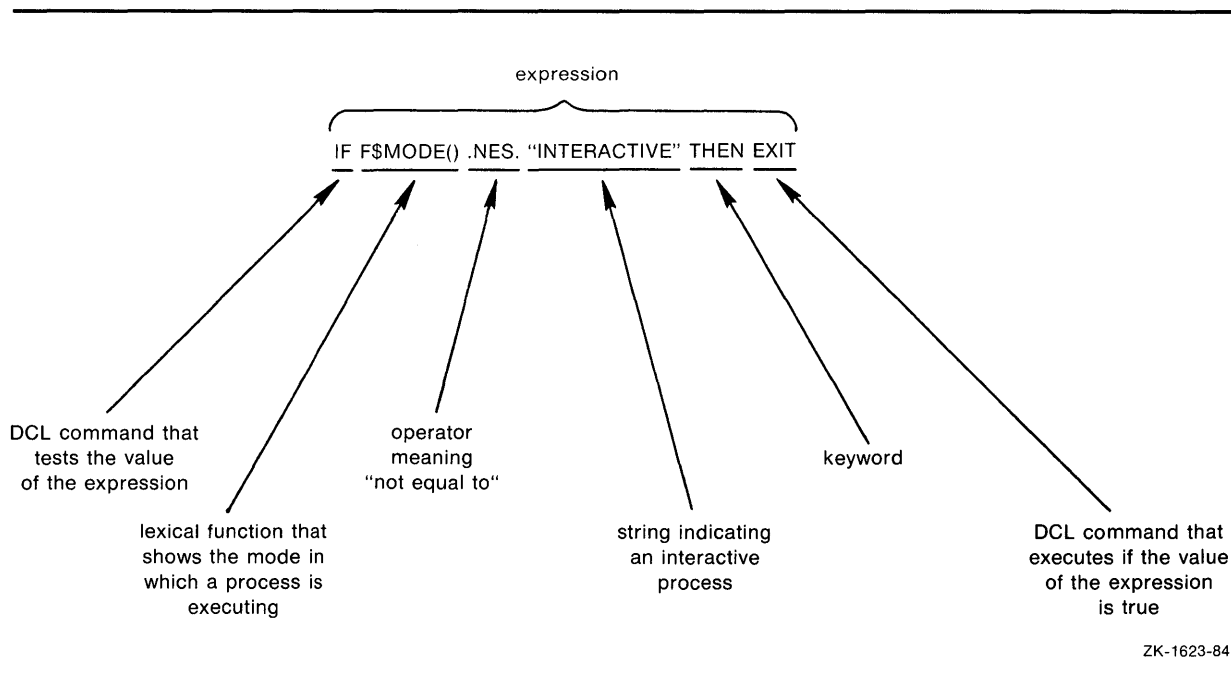 expression
IF F$MODE() .NES. “INTERACTIVE” THEN EXIT
DCL command that
tests the value
of the expression
lexical function that
shows the mode in
which a process is
executing
operator
meaning
“not equal to“
string indicating
an interactive
process
keyword
DCL command that
executes if the value
of the expression
is true
ZK-1623-84